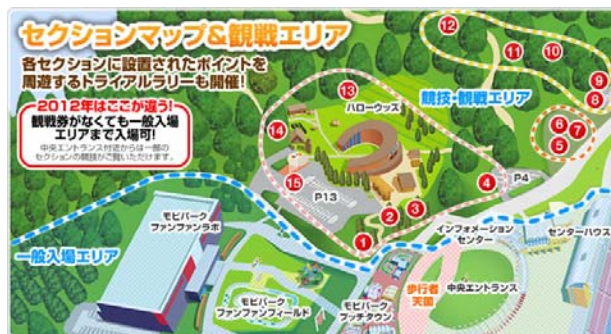 セクションマップ&観戦エリア
各セクションに設置されたポイントを
周遊するトライアルラリーも開催!
2012年はここが違う!
観戦券がなくても一般入場
エリアまで入場可!
中央エントランス付近からは一部の
セクションの競技がご覧いただけます。
12
11
10
9
8
13
ハローウッズ
競技・観戦エリア
6
7
5
14
15
P13
4
P4
3
2
1
モビパーク
ファンファンラボ
一般入場エリア
インフォメーション
センター
センターハウス
歩行者
天国
中央エントランス
モビパーク
ファンファンフィールド
モビパーク
プッチタウン